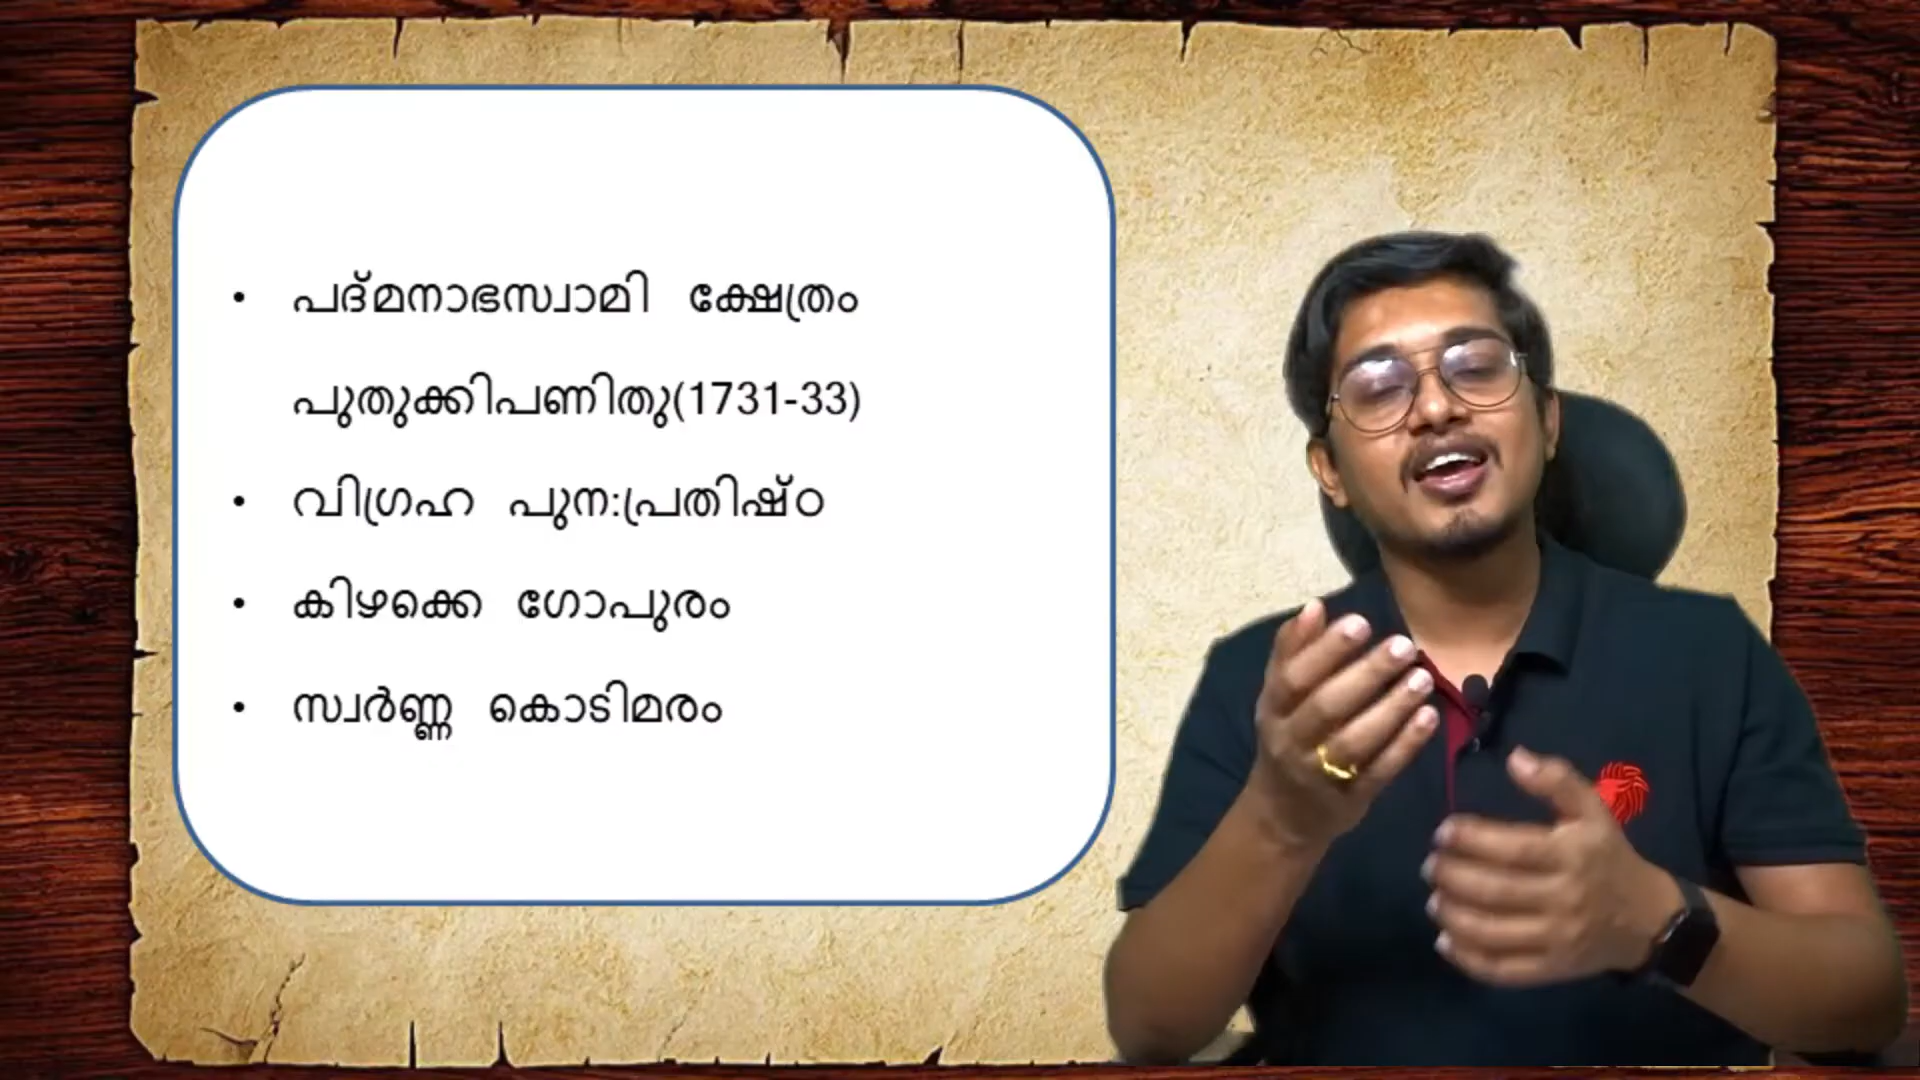 • പദ്മനാഭസ്വാമി ക്ഷേത്രം
പുതുക്കിപണിതു(1731-33)
• വിഗ്രഹ പുന:പ്രതിഷ്ഠ
• കിഴക്കെ ഗോപുരം
• സ്വർണ്ണ കൊടിമരം